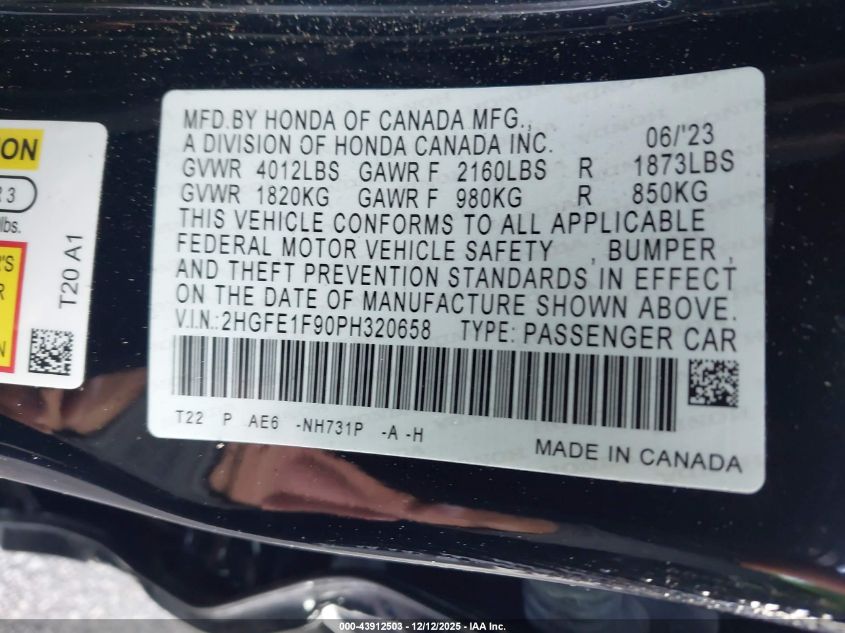 MFD.BY HONDA OF CANADA MFG.,
A DIVISION OF HONDA CANADA INC. 06/'23
GVWR 4012LBS GAWR F 2160LBS R 1873LBS
GVWR 1820KG GAWR F 980KG R 850KG
THIS VEHICLE CONFORMS TO ALL APPLICABLE
FEDERAL MOTOR VEHICLE SAFETY , BUMPER ,
AND THEFT PREVENTION STANDARDS IN EFFECT
ON THE DATE OF MANUFACTURE SHOWN ABOVE.
V.I.N.: 2HGFE1F90PH320658 TYPE: PASSENGER CAR
T22 P AE6 -NH731P -A -H
MADE IN CANADA
ION
R 3
lbs.
R'S
R
T20 A1
000-43912503 - 12/12/2025 - IAA Inc.